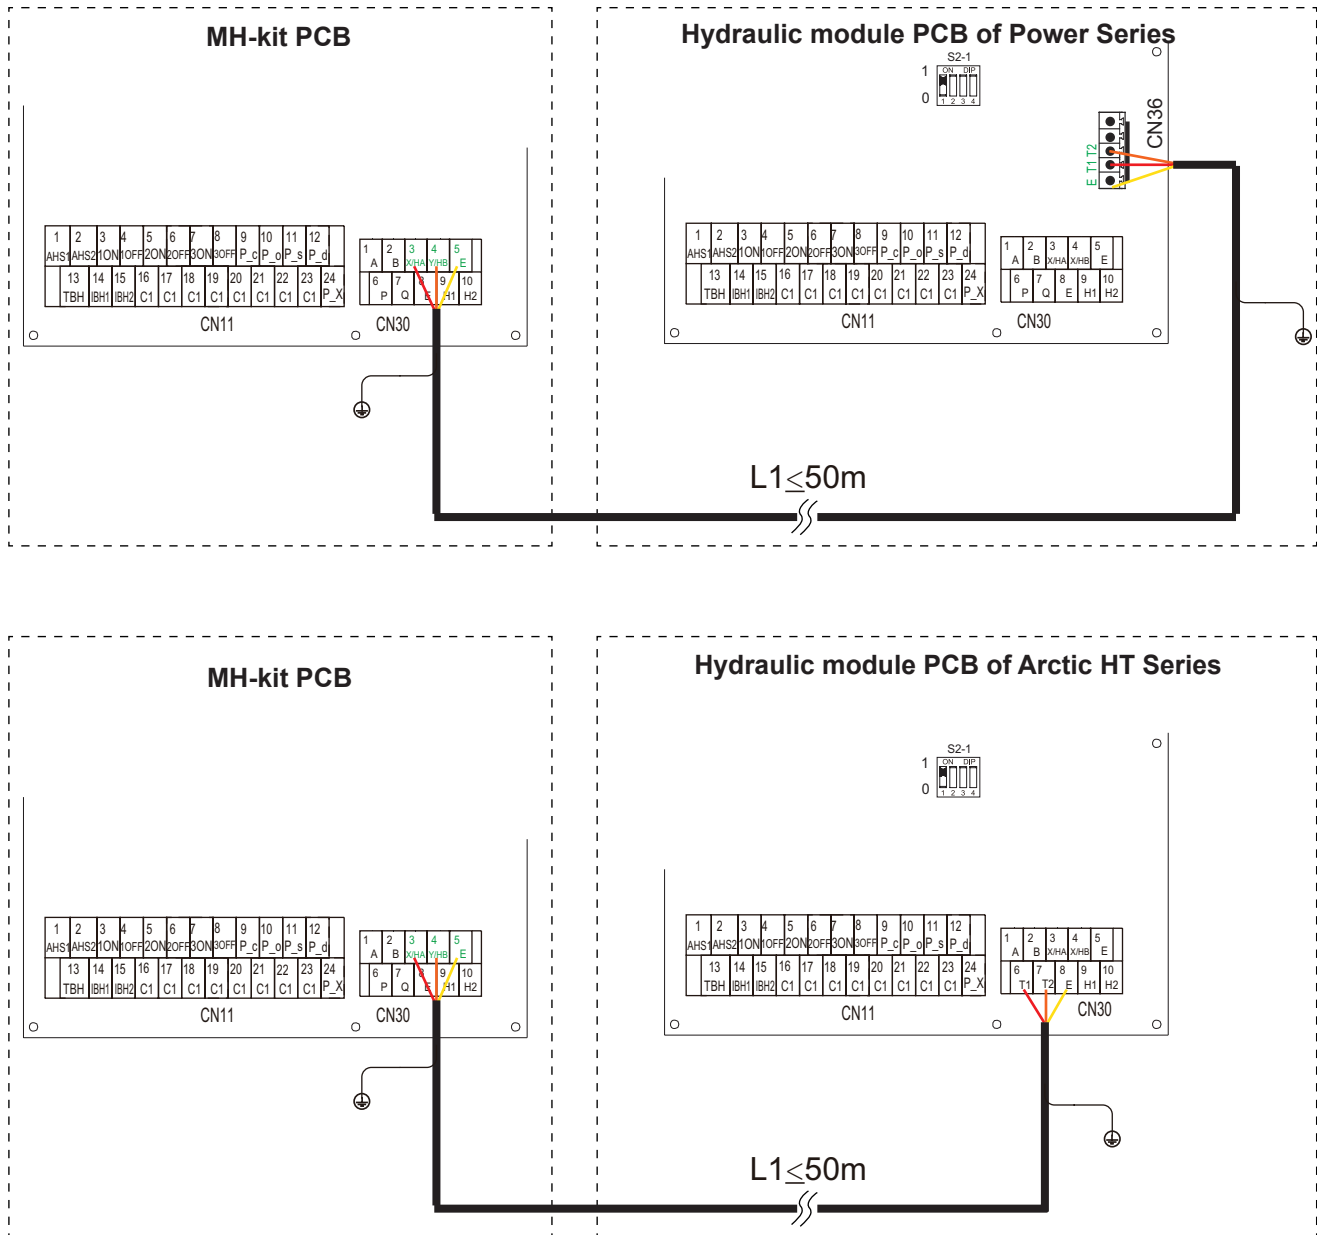 MH-kit PCB
Hydraulic module PCB of Power Series
S2-1
ON DIP
1
0
1 2 3 4
CN36
E T1 T2
1 2 3 4 5 6 7 8 9 10 11 12
AHS1 AHS2 1ON 1OFF 2ON 2OFF 3ON 3OFF P_c P_o P_s P_d
13 14 15 16 17 18 19 20 21 22 23 24
TBH IBH1 IBH2 C1 C1 C1 C1 C1 C1 C1 C1 P_X
CN11
1 2 3 4 5
A B X/HA Y/HB E
6 7 8 9 10
P Q E H1 H2
CN30
1 2 3 4 5 6 7 8 9 10 11 12
AHS1 AHS2 1ON 1OFF 2ON 2OFF 3ON 3OFF P_c P_o P_s P_d
13 14 15 16 17 18 19 20 21 22 23 24
TBH IBH1 IBH2 C1 C1 C1 C1 C1 C1 C1 C1 P_X
CN11
1 2 3 4 5
A B X/HA X/HB E
6 7 8 9 10
P Q E H1 H2
CN30
L1≤50m
MH-kit PCB
Hydraulic module PCB of Arctic HT Series
S2-1
ON DIP
1
0
1 2 3 4
1 2 3 4 5 6 7 8 9 10 11 12
AHS1 AHS2 1ON 1OFF 2ON 2OFF 3ON 3OFF P_c P_o P_s P_d
13 14 15 16 17 18 19 20 21 22 23 24
TBH IBH1 IBH2 C1 C1 C1 C1 C1 C1 C1 C1 P_X
CN11
1 2 3 4 5
A B X/HA Y/HB E
6 7 8 9 10
P Q E H1 H2
CN30
1 2 3 4 5 6 7 8 9 10 11 12
AHS1 AHS2 1ON 1OFF 2ON 2OFF 3ON 3OFF P_c P_o P_s P_d
13 14 15 16 17 18 19 20 21 22 23 24
TBH IBH1 IBH2 C1 C1 C1 C1 C1 C1 C1 C1 P_X
CN11
1 2 3 4 5
A B X/HA X/HB E
6 7 8 9 10
T1 T2 E H1 H2
CN30
L1≤50m